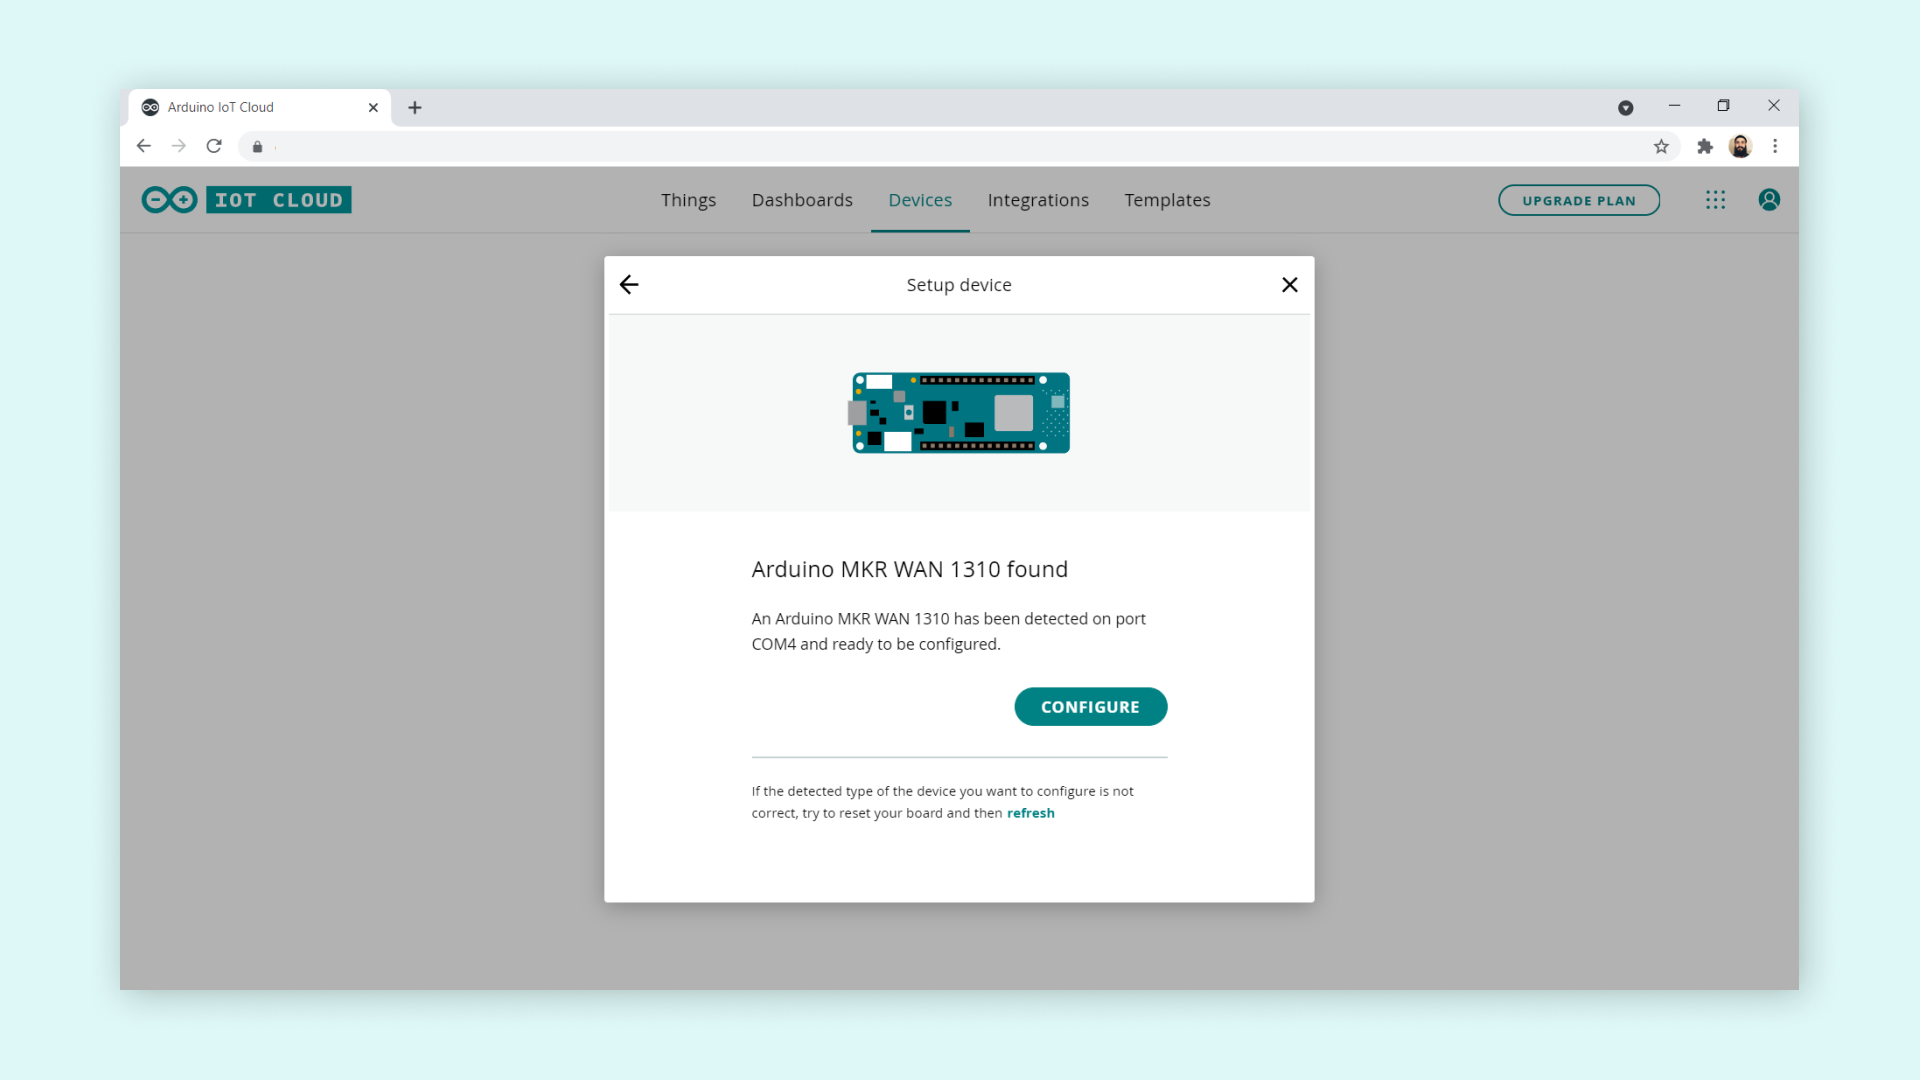 Arduino IoT Cloud
IOT CLOUD
Things
Dashboards
Devices
Integrations
Templates
UPGRADE PLAN
Setup device
Arduino MKR WAN 1310 found
An Arduino MKR WAN 1310 has been detected on port
COM4 and ready to be configured.
CONFIGURE
If the detected type of the device you want to configure is not
correct, try to reset your board and then refresh